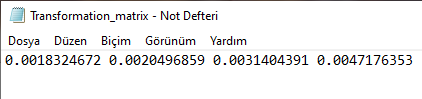 Transformation_matrix - Not Defteri
Dosya Düzen Biçim Görünüm Yardım
0.0018324672 0.0020496859 0.0031404391 0.0047176353